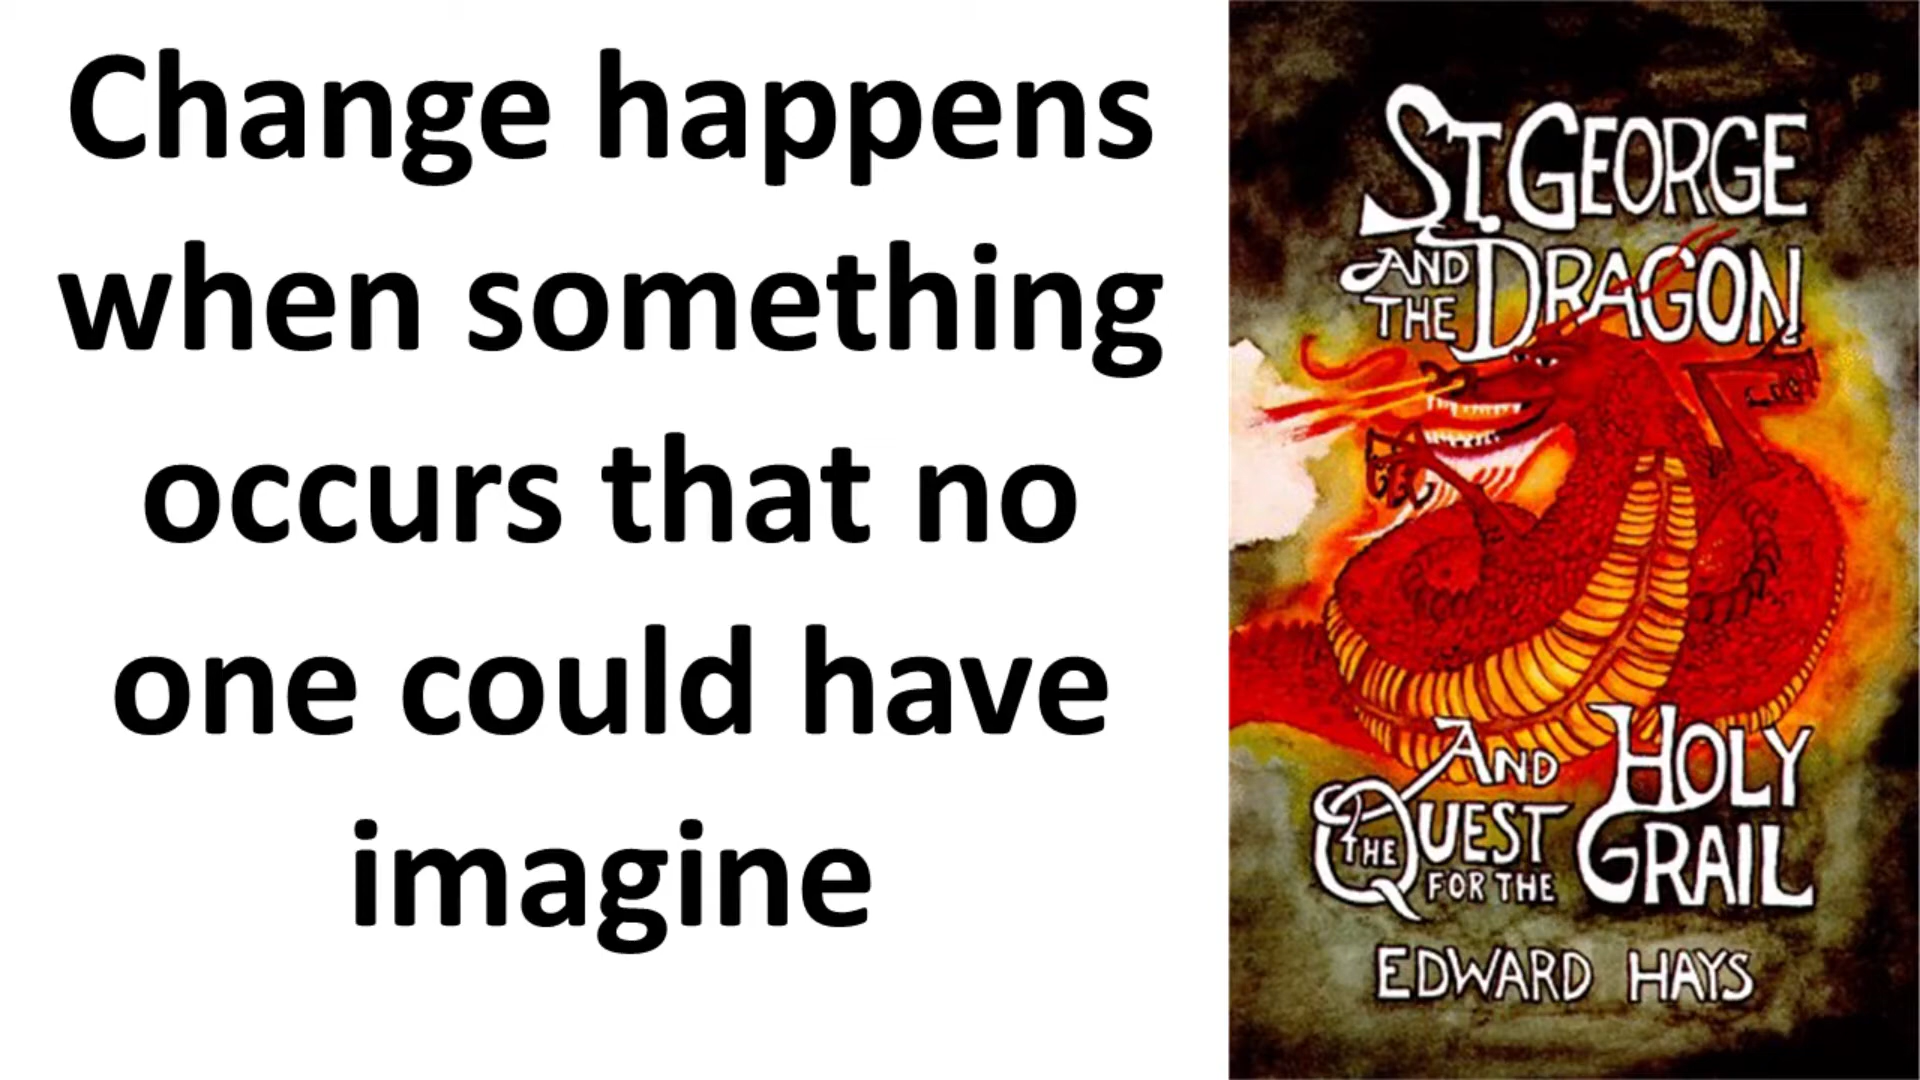 Change happens
when something
occurs that no
one could have
imagine
ST. GEORGE
AND THE DRAGON
AND THE QUEST FOR THE HOLY GRAIL
EDWARD HAYS